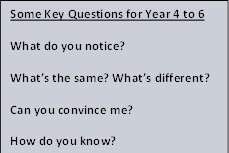 Some Key Questions for Year 4 to 6
What do you notice?
What's the same? What's different?
Can you convince me?
How do you know?